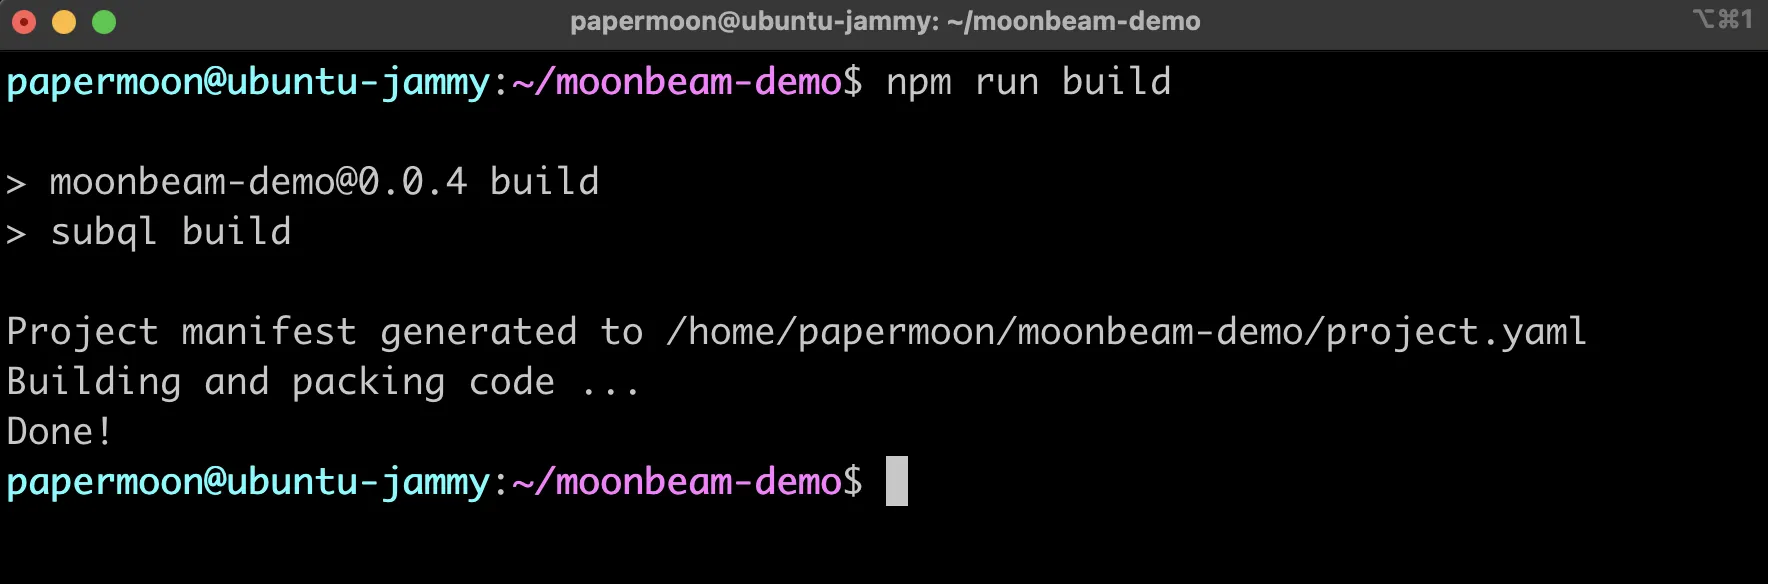 papermoon@ubuntu-jammy: ~/moonbeam-demo ⌥⌘1
papermoon@ubuntu-jammy:~/moonbeam-demo$ npm run build
> moonbeam-demo@0.0.4 build
> subql build
Project manifest generated to /home/papermoon/moonbeam-demo/project.yaml
Building and packing code ...
Done!
papermoon@ubuntu-jammy:~/moonbeam-demo$